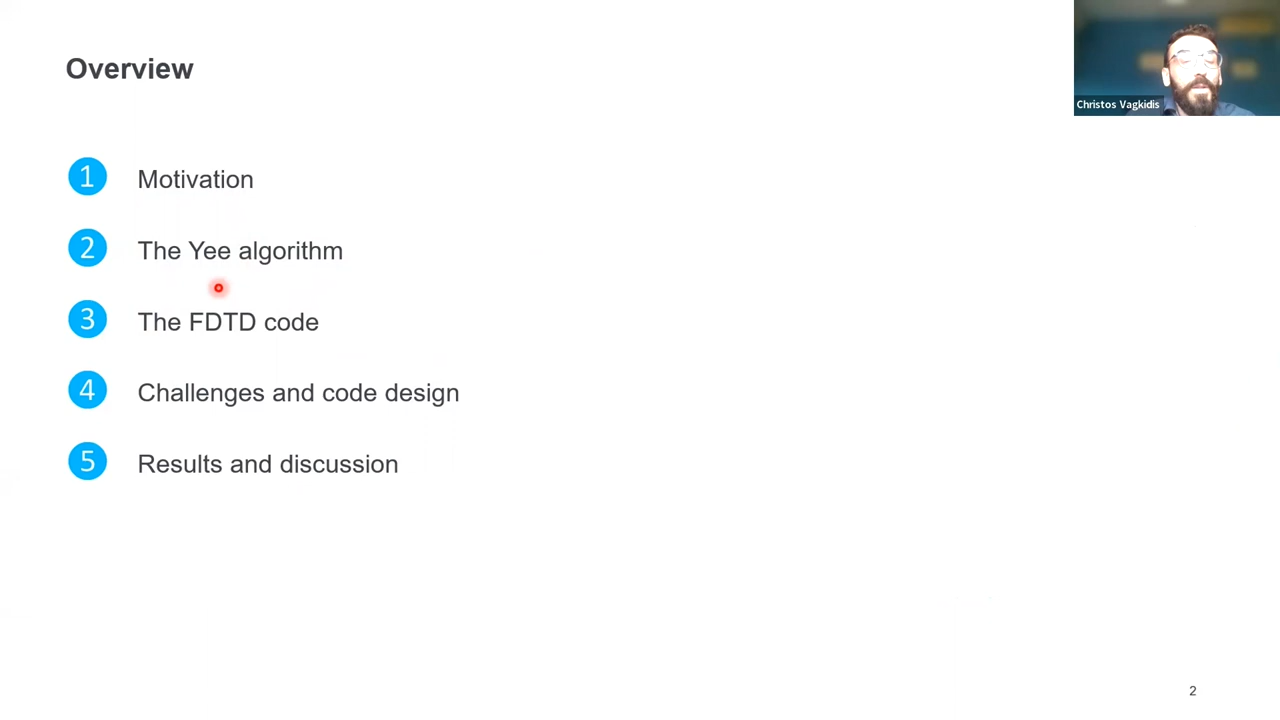 Overview
Christos Vagkidis
1 Motivation
2 The Yee algorithm
3 The FDTD code
4 Challenges and code design
5 Results and discussion
2